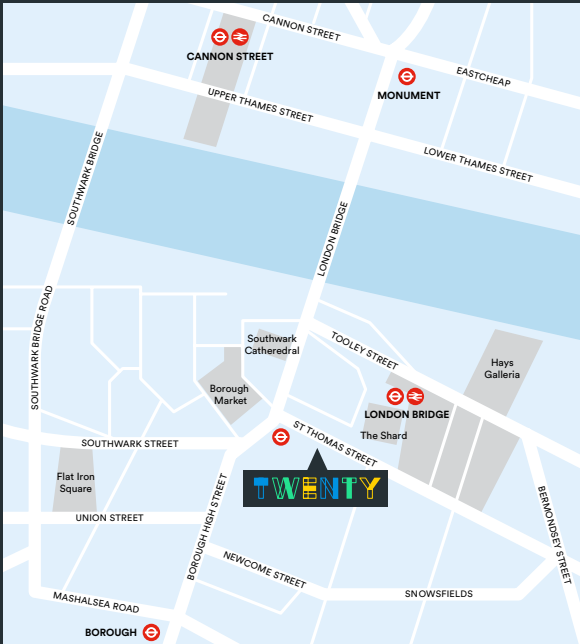 CANNON STREET
CANNON STREET
EASTCHEAP
MONUMENT
UPPER THAMES STREET
LOWER THAMES STREET
SOUTHWARK BRIDGE
LONDON BRIDGE
SOUTHWARK BRIDGE ROAD
Southwark
Catheredral
TOOLEY STREET
Hays
Galleria
Borough
Market
LONDON BRIDGE
The Shard
ST THOMAS STREET
SOUTHWARK STREET
Flat Iron
Square
TWENTY
UNION STREET
BOROUGH HIGH STREET
BERMONDSEY STREET
NEWCOME STREET
SNOWSFIELDS
MASHALSEA ROAD
BOROUGH